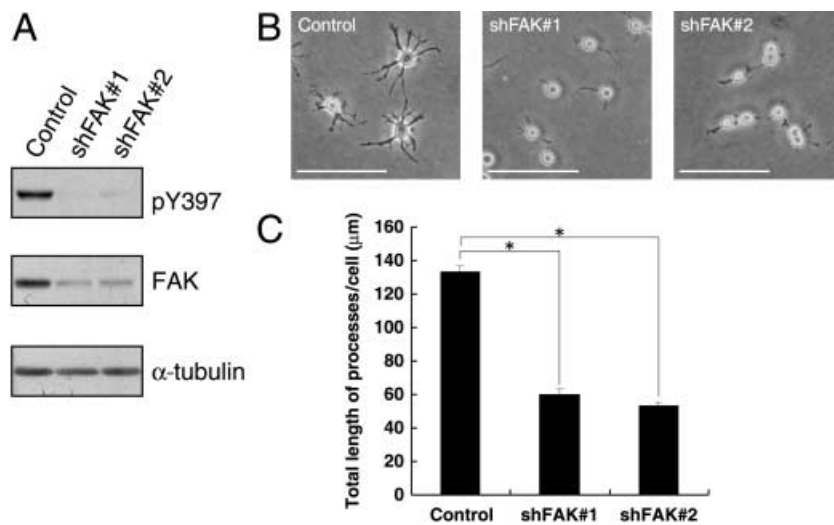 A
Control
shFAK#1
shFAK#2
pY397
FAK
α-tubulin
B
Control
shFAK#1
shFAK#2
C
Total length of processes/cell (μm)
160
140
120
100
80
60
40
20
0
*
*
Control
shFAK#1
shFAK#2